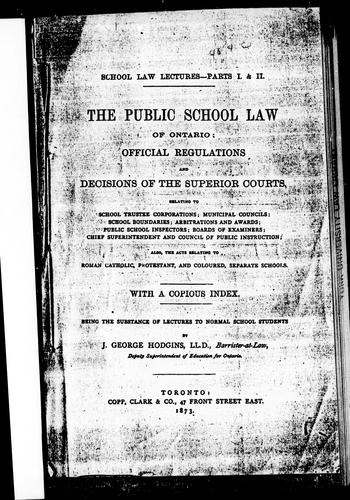 SCHOOL LAW LECTURES—PARTS I. & II.
THE PUBLIC SCHOOL LAW
OF ONTARIO:
OFFICIAL REGULATIONS
AND
DECISIONS OF THE SUPERIOR COURTS,
RELATING TO
SCHOOL TRUSTEE CORPORATIONS; MUNICIPAL COUNCILS;
SCHOOL BOUNDARIES; ARBITRATIONS AND AWARDS;
PUBLIC SCHOOL INSPECTORS; BOARDS OF EXAMINERS;
CHIEF SUPERINTENDENT AND COUNCIL OF PUBLIC INSTRUCTION;
ALSO, THE ACTS RELATING TO
ROMAN CATHOLIC, PROTESTANT, AND COLOURED, SEPARATE SCHOOLS.
WITH A COPIOUS INDEX.
BEING THE SUBSTANCE OF LECTURES TO NORMAL SCHOOL STUDENTS
BY
J. GEORGE HODGINS, LL.D., Barrister-at-Law,
Deputy Superintendent of Education for Ontario.
TORONTO:
COPP, CLARK & CO., 47 FRONT STREET EAST.
1873.